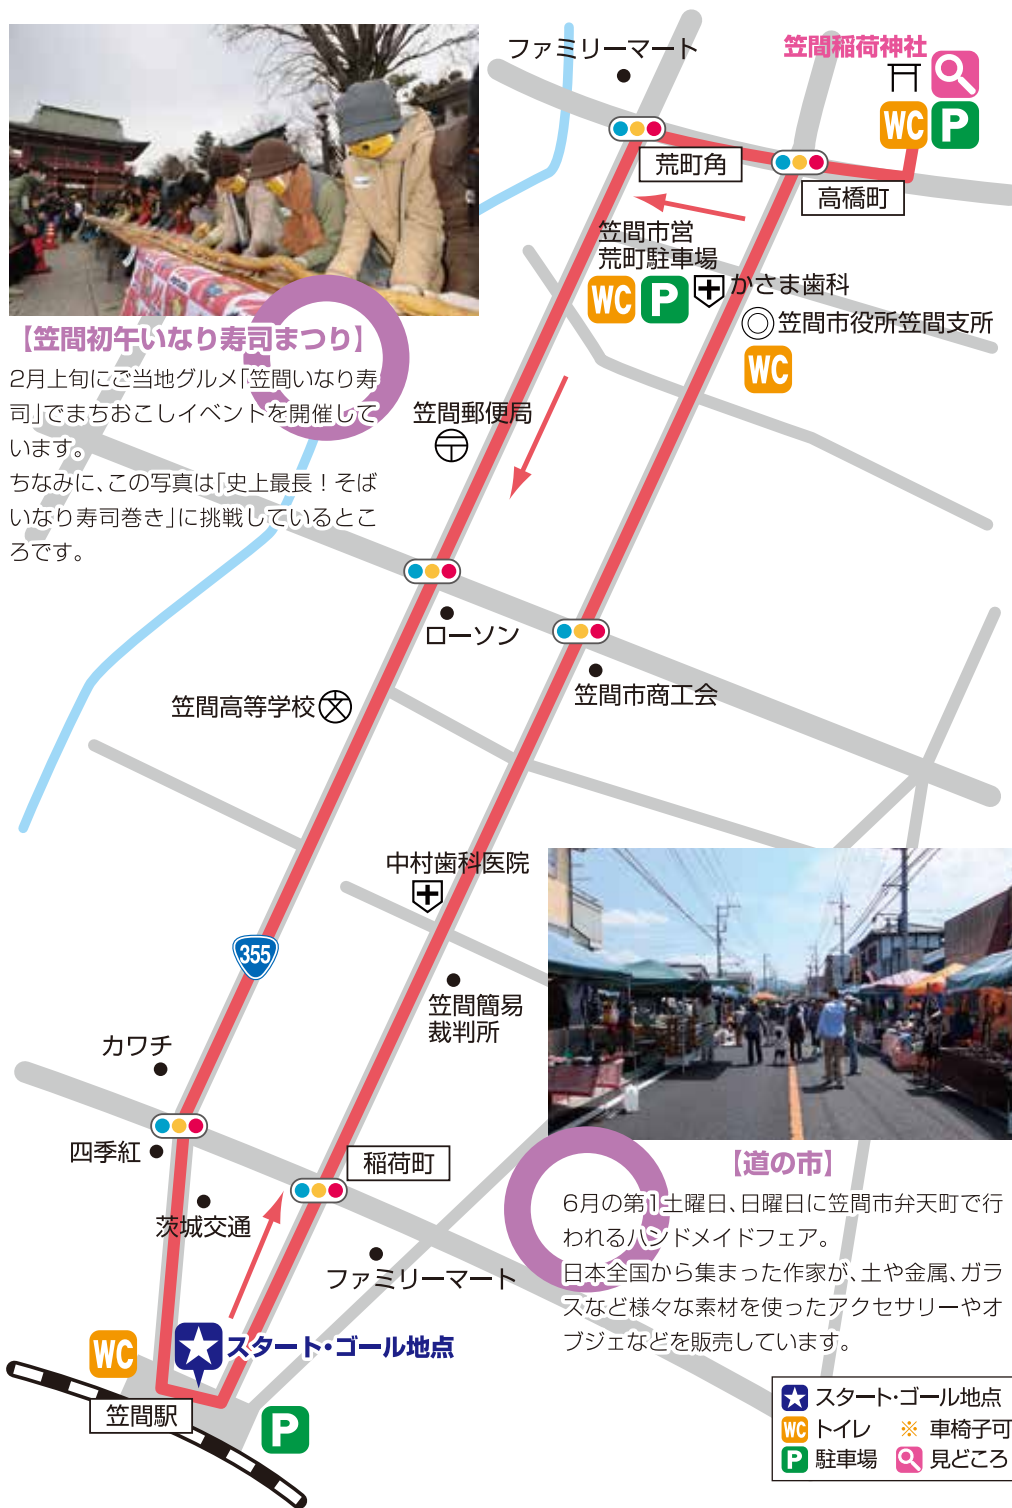 ファミリーマート
笠間稲荷神社
WC
P
荒町角
高橋町
笠間市営
荒町駐車場
WC
P
かさま歯科
笠間市役所笠間支所
WC
【笠間初午いなり寿司まつり】
2月上旬にご当地グルメ「笠間いなり寿
司」でまちおこしイベントを開催して
います。
ちなみに、この写真は「史上最長！そば
いなり寿司巻き」に挑戦しているとこ
ろです。
笠間郵便局
ローソン
笠間市商工会
笠間高等学校
文
中村歯科医院
355
笠間簡易
裁判所
カワチ
四季紅
稲荷町
茨城交通
ファミリーマート
【道の市】
6月の第1土曜日、日曜日に笠間市弁天町で行
われるハンドメイドフェア。
日本全国から集まった作家が、土や金属、ガラ
スなど様々な素材を使ったアクセサリーやオ
ブジェなどを販売しています。
WC
スタート・ゴール地点
笠間駅
P
スタート・ゴール地点
WC トイレ ※ 車椅子可
P 駐車場 見どころ